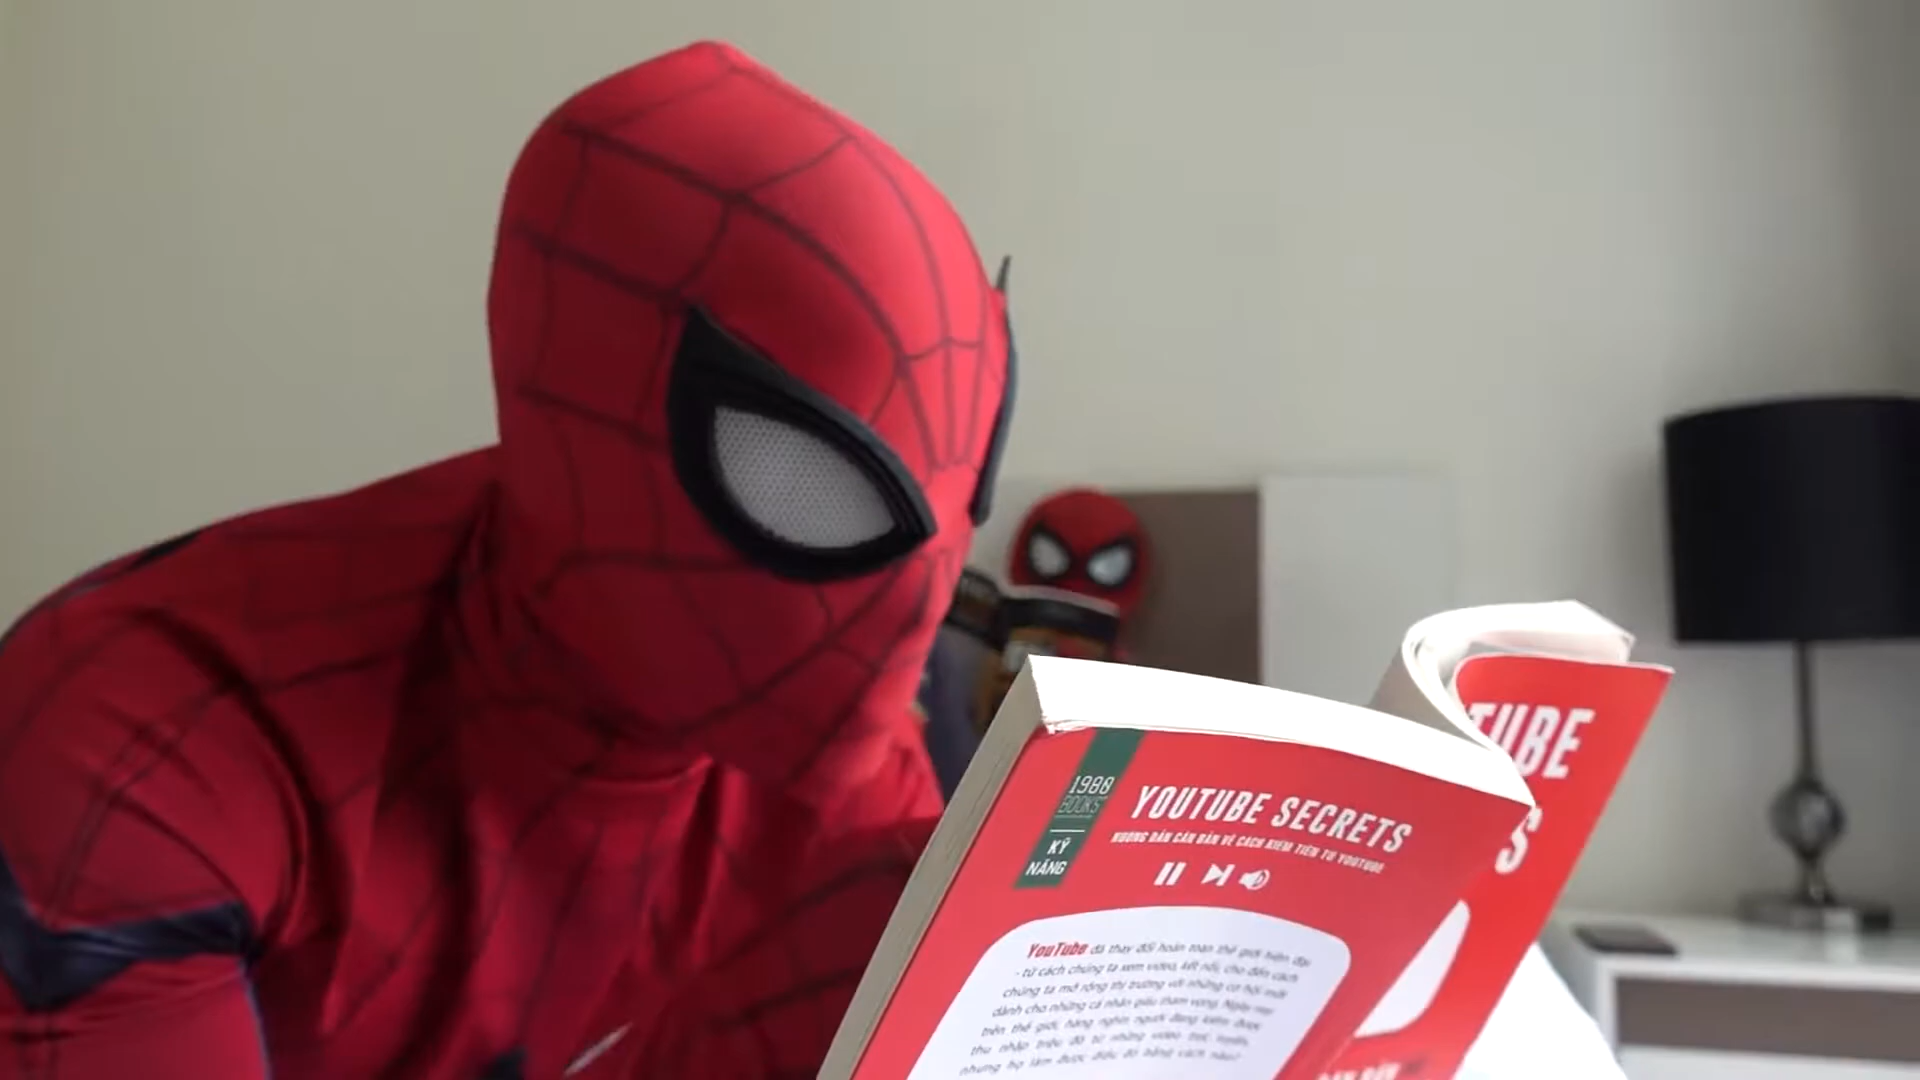 1980
BOOKS
KỸ
NĂNG
YOUTUBE SECRETS
HƯỚNG DẪN CĂN BẢN VỀ CÁCH KIẾM TIỀN TỪ YOUTUBE
YouTube đã thay đổi hoàn toàn thế giới hiện đại
- từ cách chúng ta xem video, kết nối, cho đến cách
chúng ta mở rộng thị trường với những cơ hội mới
dành cho những cá nhân giàu tham vọng. Ngày nay
trên thế giới, hàng nghìn người đang kiếm được
thu nhập triệu đô từ những video trực tuyến,
nhưng họ làm được điều đó bằng cách nào?
TUBE
S